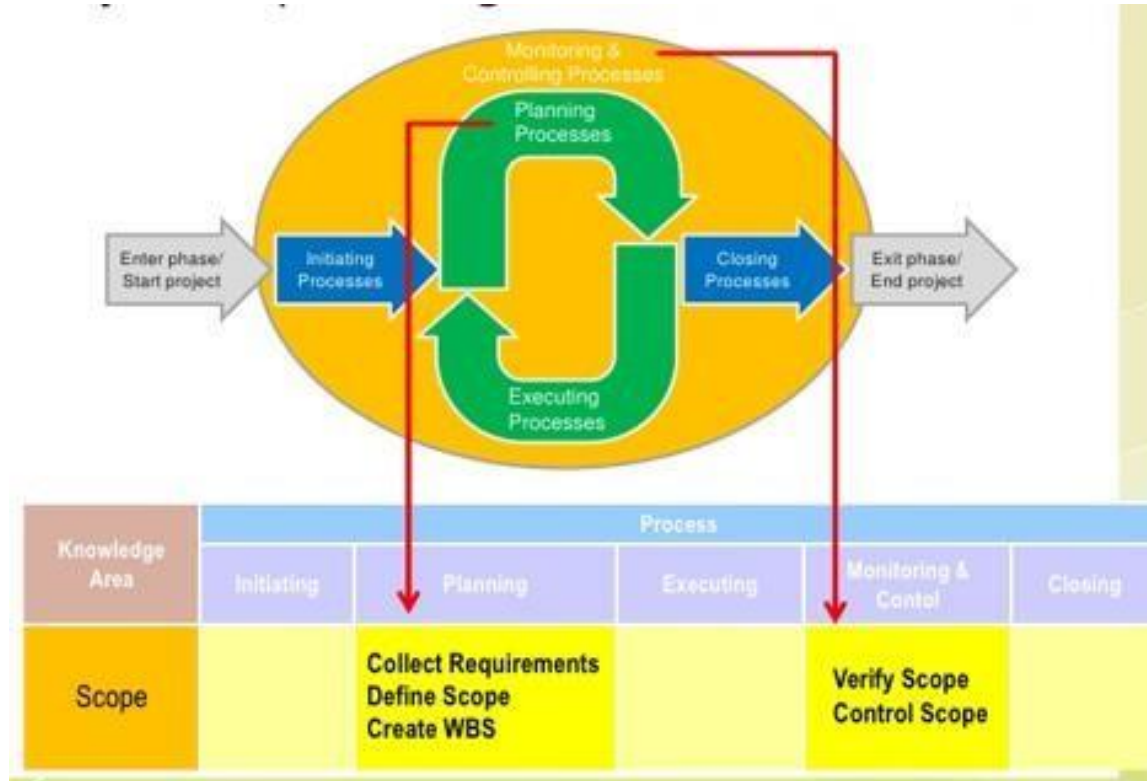 Monitoring &
Controlling Processes
Planning
Processes
Enter phase/
Start project
Initiating
Processes
Closing
Processes
Exit phase/
End project
Executing
Processes
Knowledge
Area
Process
Initiating
Planning
Executing
Monitoring &
Contol
Closing
Scope
Collect Requirements
Define Scope
Create WBS
Verify Scope
Control Scope